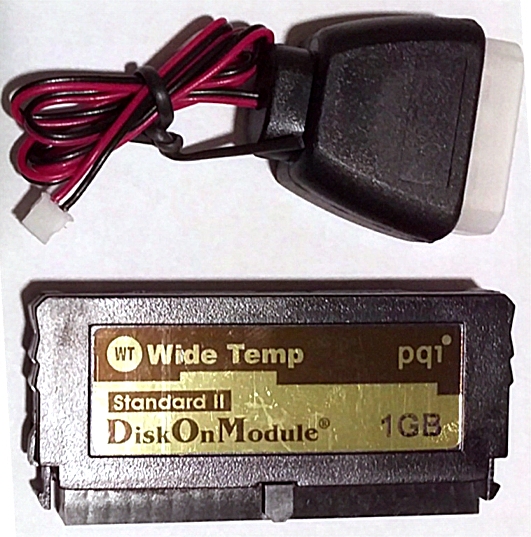 WT Wide Temp pqi
Standard II
DiskOnModule® 1GB